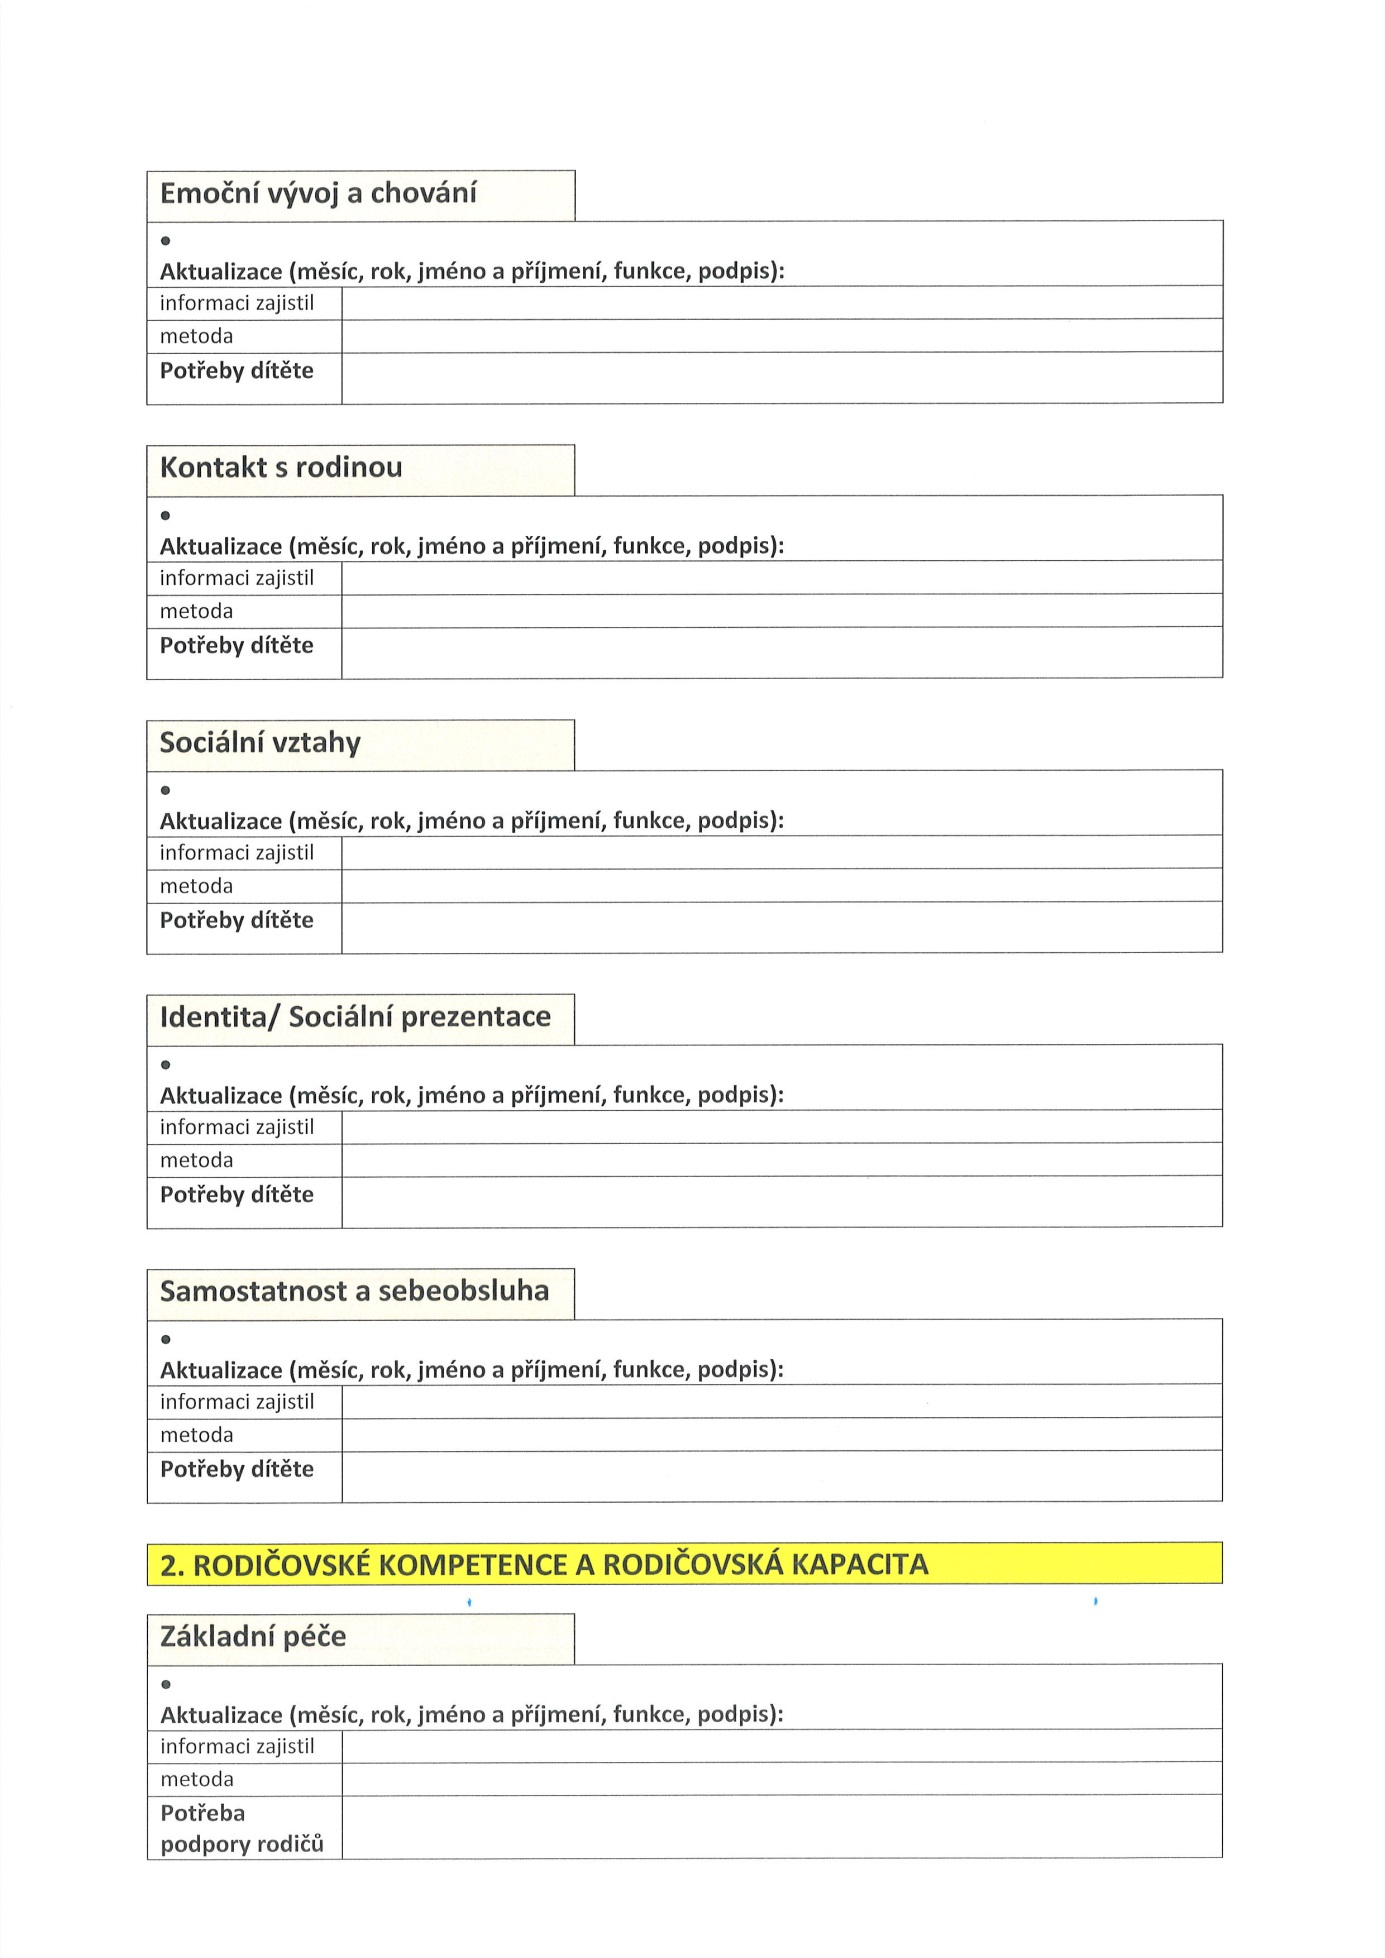 Emoční vývoj a chování
•
Aktualizace (měsíc, rok, jméno a příjmení, funkce, podpis):
informaci zajistil
metoda
Potřeby dítěte
Kontakt s rodinou
•
Aktualizace (měsíc, rok, jméno a příjmení, funkce, podpis):
informaci zajistil
metoda
Potřeby dítěte
Sociální vztahy
•
Aktualizace (měsíc, rok, jméno a příjmení, funkce, podpis):
informaci zajistil
metoda
Potřeby dítěte
Identita/ Sociální prezentace
•
Aktualizace (měsíc, rok, jméno a příjmení, funkce, podpis):
informaci zajistil
metoda
Potřeby dítěte
Samostatnost a sebeobsluha
•
Aktualizace (měsíc, rok, jméno a příjmení, funkce, podpis):
informaci zajistil
metoda
Potřeby dítěte
2. RODIČOVSKÉ KOMPETENCE A RODIČOVSKÁ KAPACITA
Základní péče
•
Aktualizace (měsíc, rok, jméno a příjmení, funkce, podpis):
informaci zajistil
metoda
Potřeba
podpory rodičů